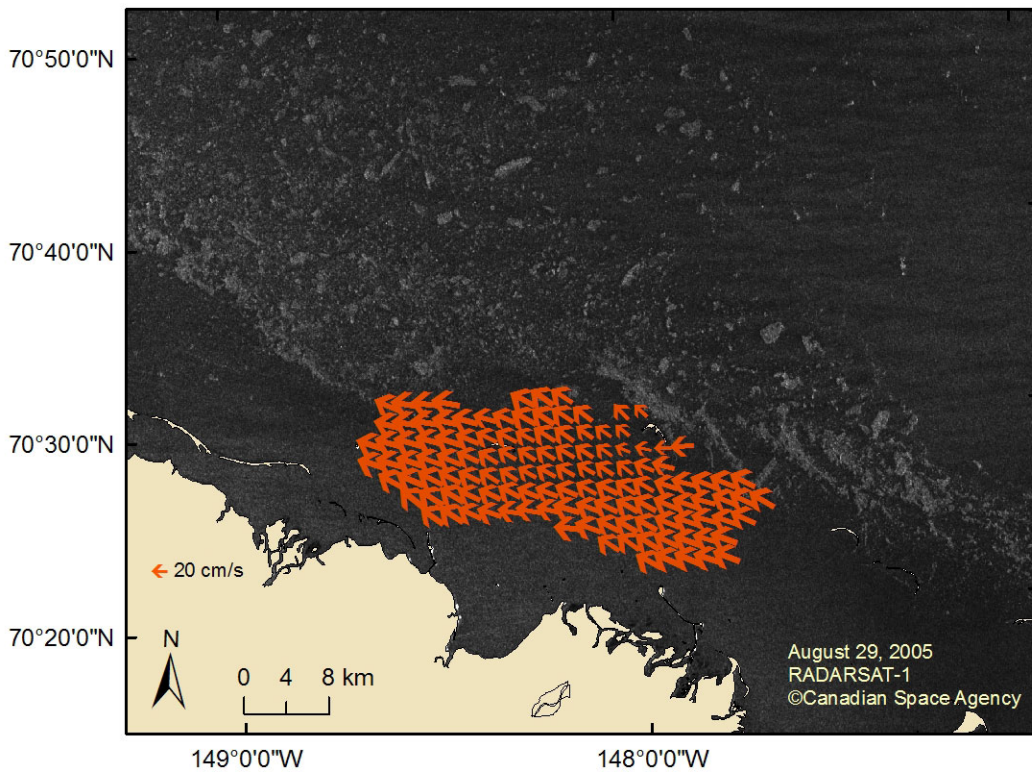 70°50'0"N
70°40'0"N
70°30'0"N
20 cm/s
70°20'0"N
N
0 4 8 km
August 29, 2005
RADARSAT-1
©Canadian Space Agency
149°0'0"W
148°0'0"W